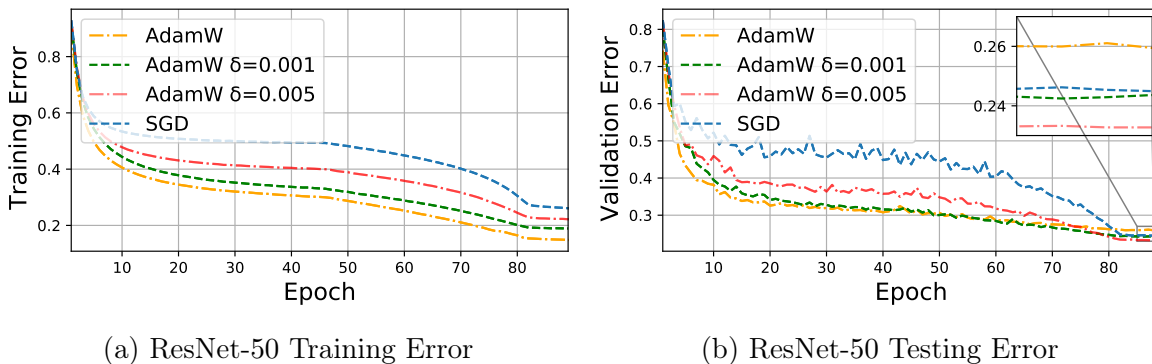 Training Error
0.8
0.6
0.4
0.2
AdamW
AdamW δ=0.001
AdamW δ=0.005
SGD
10 20 30 40 50 60 70 80
Epoch
(a) ResNet-50 Training Error
Validation Error
0.8
0.7
0.6
0.5
0.4
0.3
AdamW
AdamW δ=0.001
AdamW δ=0.005
SGD
0.26
0.24
10 20 30 40 50 60 70 80
Epoch
(b) ResNet-50 Testing Error